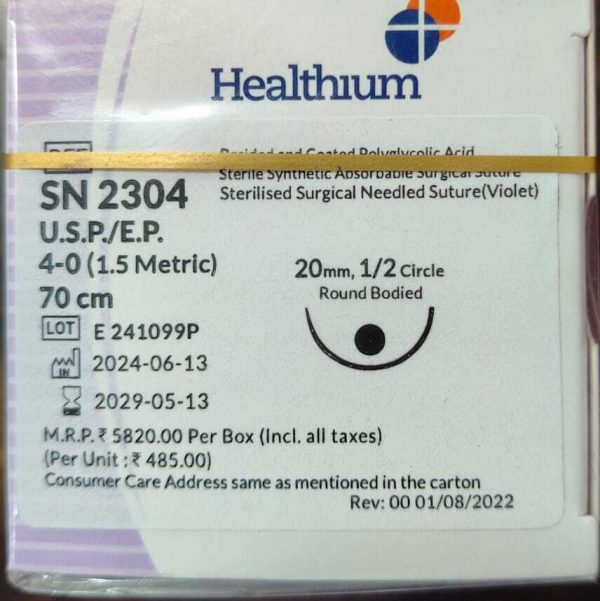 Healthium
REF
Braided and Coated Polyglycolic Acid
Sterile Synthetic Absorbable Surgical Suture
SN 2304
Sterilised Surgical Needled Suture(Violet)
U.S.P./E.P.
4-0 (1.5 Metric)
20mm, 1/2 Circle
70 cm
Round Bodied
LOT E 241099P
IN 2024-06-13
2029-05-13
M.R.P. ₹ 5820.00 Per Box (Incl. all taxes)
(Per Unit : ₹ 485.00)
Consumer Care Address same as mentioned in the carton
Rev: 00 01/08/2022